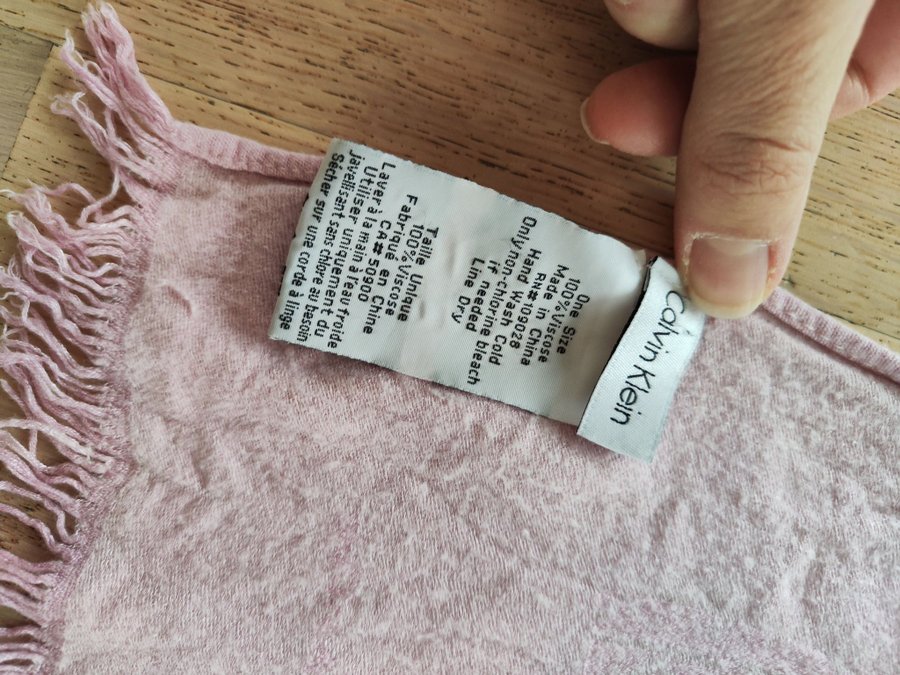 Calvin Klein
One Size
100% Viscose
Made in China
RN#109028
Hand Wash Cold
Only non-chlorine bleach
if needed
Line Dry
Taille Unique
100% Viscose
Fabriqué en Chine
CA# 50900
Laver à la main à l'eau froide
Utiliser uniquement du
javellisant sans chlore au besoin
Sécher sur une corde à linge